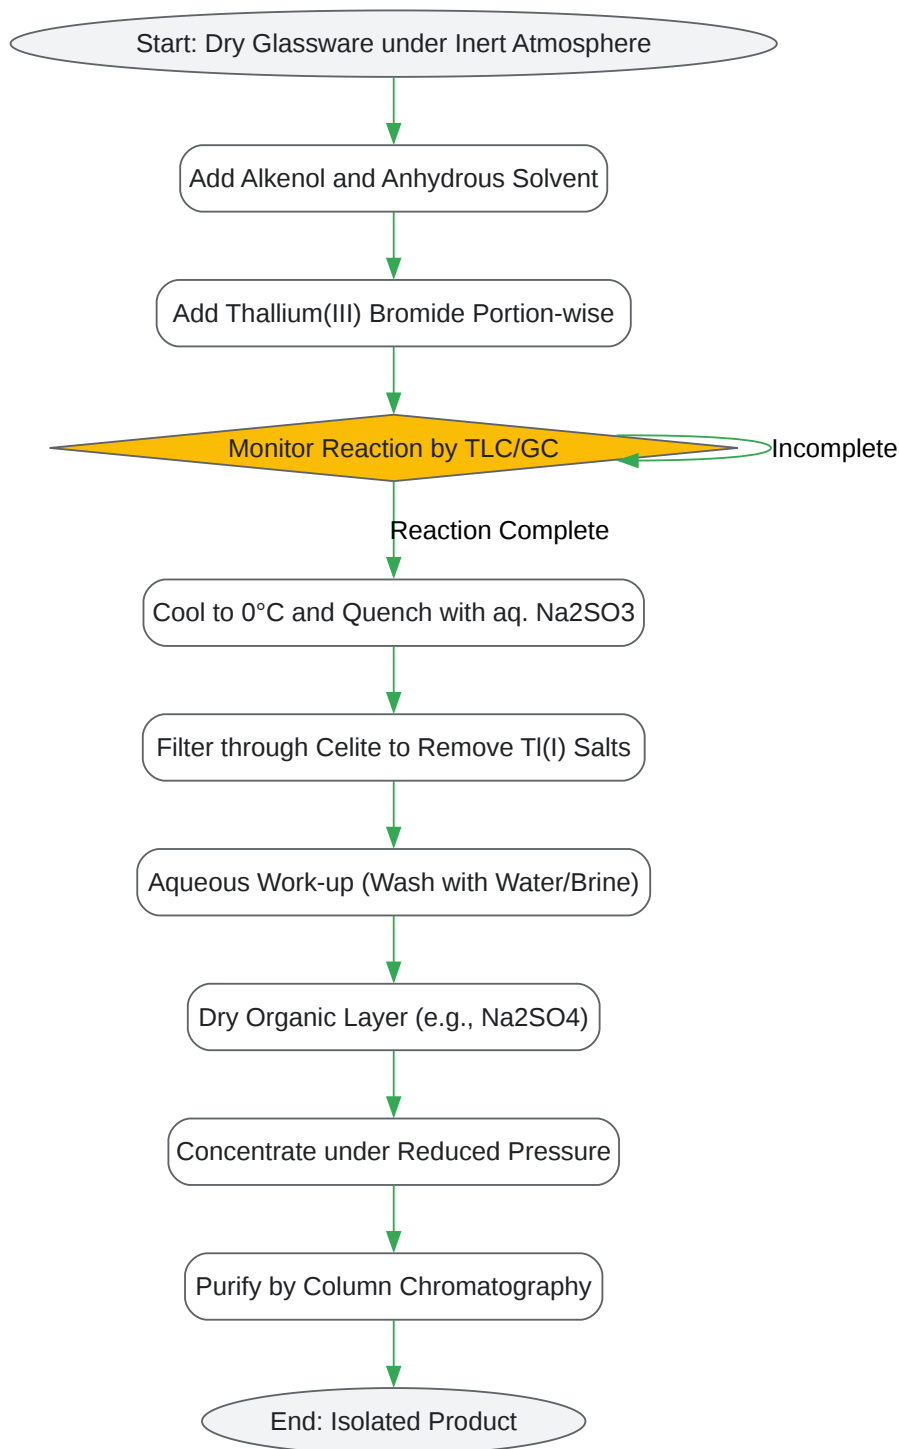 Start: Dry Glassware under Inert Atmosphere
Add Alkenol and Anhydrous Solvent
Add Thallium(III) Bromide Portion-wise
Monitor Reaction by TLC/GC
Incomplete
Reaction Complete
Cool to 0°C and Quench with aq. Na2SO3
Filter through Celite to Remove Tl(I) Salts
Aqueous Work-up (Wash with Water/Brine)
Dry Organic Layer (e.g., Na2SO4)
Concentrate under Reduced Pressure
Purify by Column Chromatography
End: Isolated Product